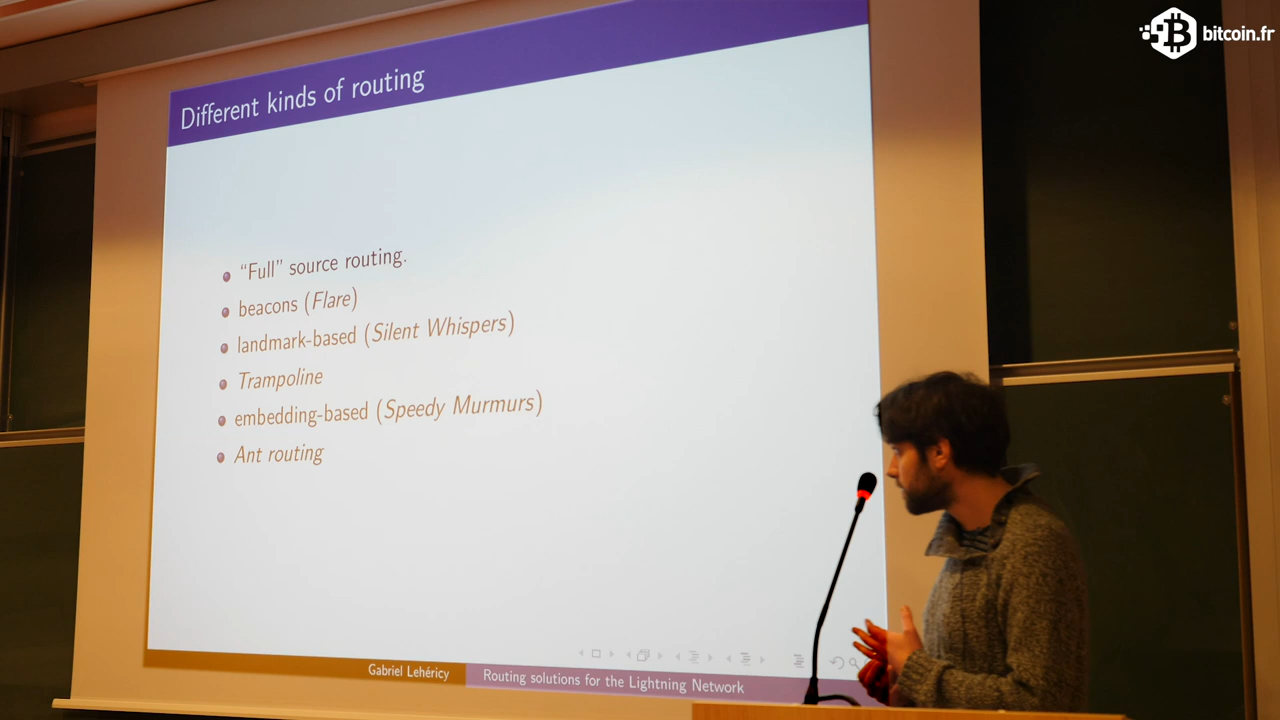 bitcoin.fr
Different kinds of routing
“Full” source routing.
beacons (Flare)
landmark-based (Silent Whispers)
Trampoline
embedding-based (Speedy Murmurs)
Ant routing
Gabriel Lehéricy
Routing solutions for the Lightning Network